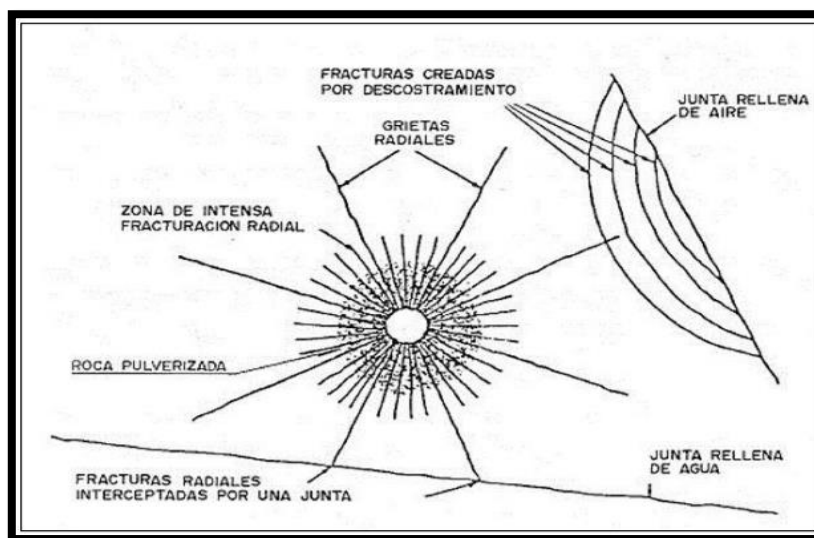 FRACTURAS CREADAS
POR DESCOSTRAMIENTO
JUNTA RELLENA
DE AIRE
GRIETAS
RADIALES
ZONA DE INTENSA
FRACTURACION RADIAL
ROCA PULVERIZADA
FRACTURAS RADIALES
INTERCEPTADAS POR UNA JUNTA
JUNTA RELLENA
DE AGUA